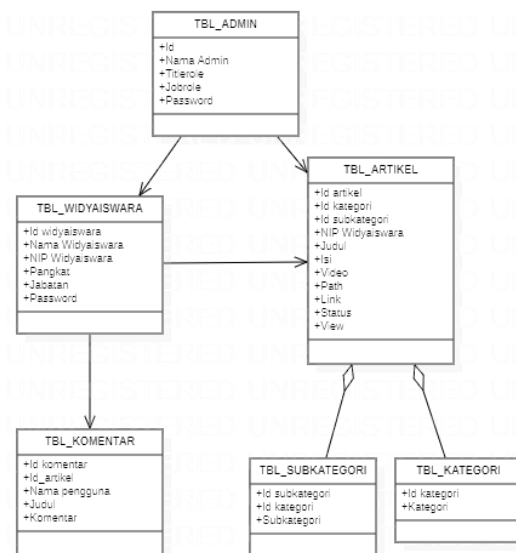 TBL_ADMIN
+Id
+Nama Admin
+Titlerole
+Jobrole
+Password
TBL_ARTIKEL
+Id artikel
+Id kategori
+Id subkategori
+NIP Widyaiswara
+Judul
+Isi
+Video
+Path
+Link
+Status
+View
TBL_WIDYAISWARA
+Id widyaiswara
+Nama Widyaiswara
+NIP Widyaiswara
+Pangkat
+Jabatan
+Password
TBL_KOMENTAR
+Id komentar
+Id_artikel
+Nama pengguna
+Judul
+Komentar
TBL_SUBKATEGORI
+Id subkategori
+Id kategori
+Subkategori
TBL_KATEGORI
+Id kategori
+Kategori
UNREGISTERED